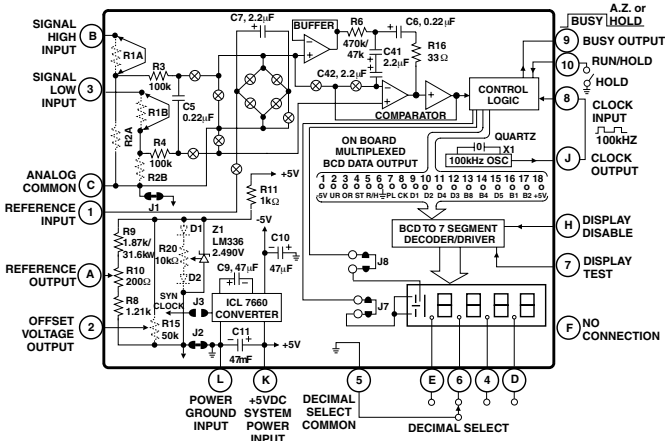 SIGNAL
HIGH
INPUT
B
SIGNAL
LOW
INPUT
3
ANALOG
COMMON
C
REFERENCE
INPUT
1
REFERENCE
OUTPUT
A
OFFSET
VOLTAGE
OUTPUT
2
R1A
R2A
R3
100k
R1B
C5
0.22µF
R4
100k
R2B
J1
C7, 2.2µF
BUFFER
R6
470k/
47k
C6, 0.22µF
C41
2.2µF
R16
33Ω
C42, 2.2µF
COMPARATOR
CONTROL
LOGIC
A.Z. or
BUSY HOLD
9
BUSY OUTPUT
10
RUN/HOLD
HOLD
8
CLOCK
INPUT
100kHZ
J
CLOCK
OUTPUT
QUARTZ
X1
100kHZ OSC
ON BOARD
MULTIPLEXED
BCD DATA OUTPUT
1 2 3 4 5 6 7 8 9 10 11 12 13 14 15 16 17 18
-5V UR OR ST R/H PL CK D1 D2 D4 D3 B8 B4 D5 B1 B2 +5V
BCD TO 7 SEGMENT
DECODER/DRIVER
H
DISPLAY
DISABLE
7
DISPLAY
TEST
J8
J7
F
NO
CONNECTION
R11
1kΩ
+5V
-5V
R9
1.87k/
31.6k
R10
200Ω
R8
1.21k
D1
R20
10kΩ
D2
Z1
LM336
2.490V
C10
47µF
C9, 47µF
SYN
CLOCK
J3
ICL 7660
CONVERTER
R15
50k
J2
C11
47mF
+5V
L
POWER
GROUND
INPUT
K
+5VDC
SYSTEM
POWER
INPUT
5
DECIMAL
SELECT
COMMON
E
6
4
D
DECIMAL SELECT